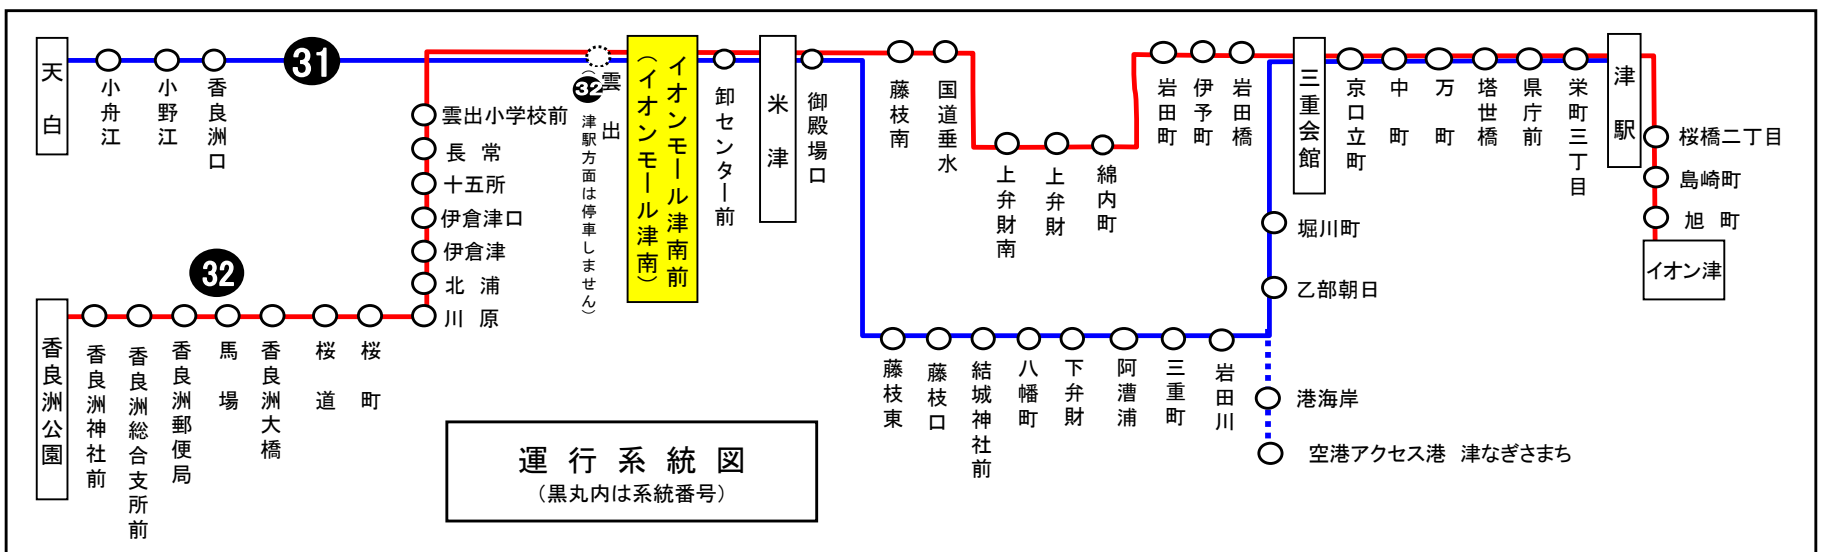 天白
小舟江
小野江
香良洲口
31
雲出
(32 津駅方面は停車しません)
イオンモール津南前
(イオンモール津南)
卸センター前
米津
御殿場口
藤枝南
国道垂水
上弁財南
上弁財
綿内町
岩田町
伊予町
岩田橋
三重会館
京口立町
中町
万町
塔世橋
県庁前
栄町三丁目
津駅
桜橋二丁目
島崎町
旭町
イオン津
雲出小学校前
長常
十五所
伊倉津口
伊倉津
北浦
川原
32
香良洲公園
香良洲神社前
香良洲総合支所前
香良洲郵便局
馬場
香良洲大橋
桜道
桜町
藤枝東
藤枝口
結城神社前
八幡町
下弁財
阿漕浦
三重町
岩田川
堀川町
乙部朝日
港海岸
空港アクセス港 津なぎさまち
運行系統図
(黒丸内は系統番号)